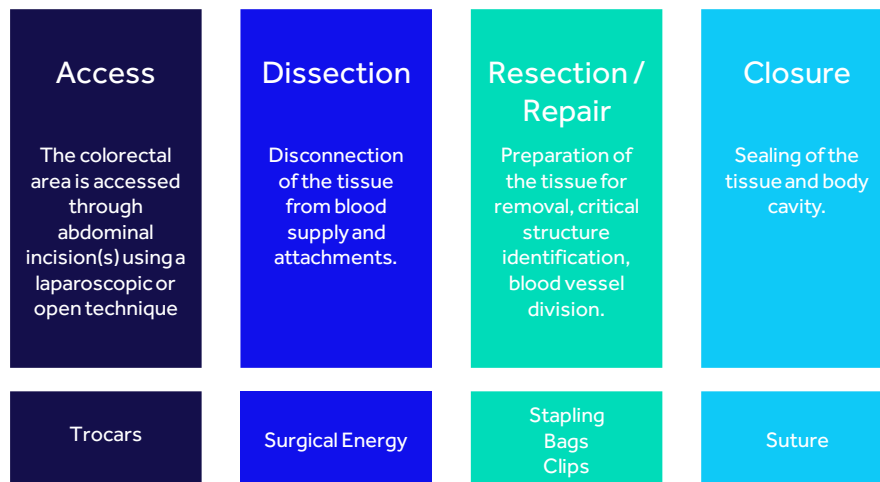 Access
The colorectal
area is accessed
through
abdominal
incision(s) using a
laparoscopic or
open technique
Trocars
Dissection
Disconnection
of the tissue
from blood
supply and
attachments.
Surgical Energy
Resection /
Repair
Preparation of
the tissue for
removal, critical
structure
identification,
blood vessel
division.
Stapling
Bags
Clips
Closure
Sealing of the
tissue and body
cavity.
Suture